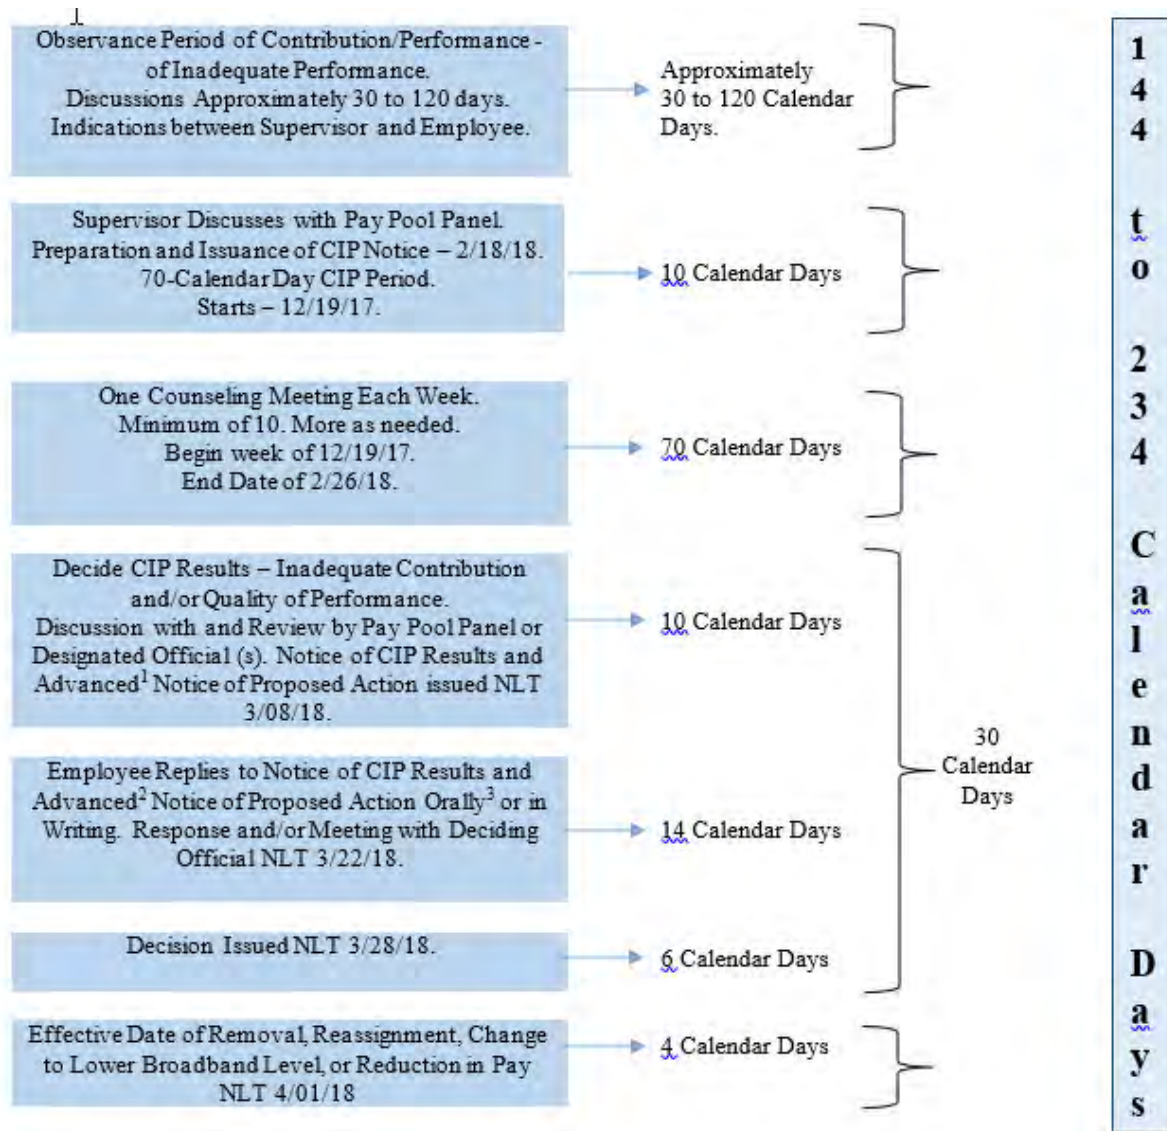 Observance Period of Contribution/Performance -
of Inadequate Performance.
Discussions Approximately 30 to 120 days.
Indications between Supervisor and Employee.
Approximately
30 to 120 Calendar
Days.
Supervisor Discusses with Pay Pool Panel.
Preparation and Issuance of CIP Notice – 2/18/18.
70-Calendar Day CIP Period.
Starts – 12/19/17.
10 Calendar Days
One Counseling Meeting Each Week.
Minimum of 10. More as needed.
Begin week of 12/19/17.
End Date of 2/26/18.
70 Calendar Days
Decide CIP Results – Inadequate Contribution
and/or Quality of Performance.
Discussion with and Review by Pay Pool Panel or
Designated Official (s). Notice of CIP Results and
Advanced¹ Notice of Proposed Action issued NLT
3/08/18.
10 Calendar Days
Employee Replies to Notice of CIP Results and
Advanced² Notice of Proposed Action Orally³ or in
Writing. Response and/or Meeting with Deciding
Official NLT 3/22/18.
14 Calendar Days
Decision Issued NLT 3/28/18.
6 Calendar Days
30
Calendar
Days
Effective Date of Removal, Reassignment, Change
to Lower Broadband Level, or Reduction in Pay
NLT 4/01/18
4 Calendar Days
144 to 234 Calendar Days